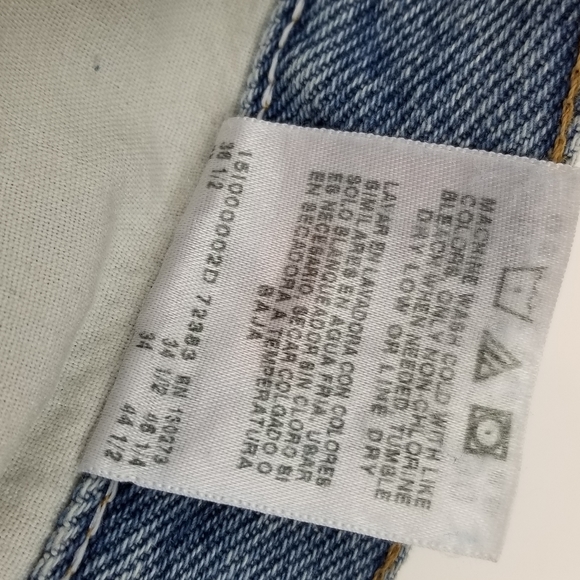 MACHINE WASH COLD WITH LIKE
COLORS, ONLY NON-CHLORINE
BLEACH WHEN NEEDED TUMBLE
DRY LOW OR LINE DRY
LAVAR EN LAVADORA CON COLORES
SIMILARES EN AGUA FRIA USAR
SOLO BLANQUEADOR SIN CLORO SI
ES NECESARIO SECAR COLGADO O
EN SECADORA A TEMPERATURA
BAJA
15I000002D 72383 RN 130273
36 1/2 34 1/2 46 1/4
34 44 1/2